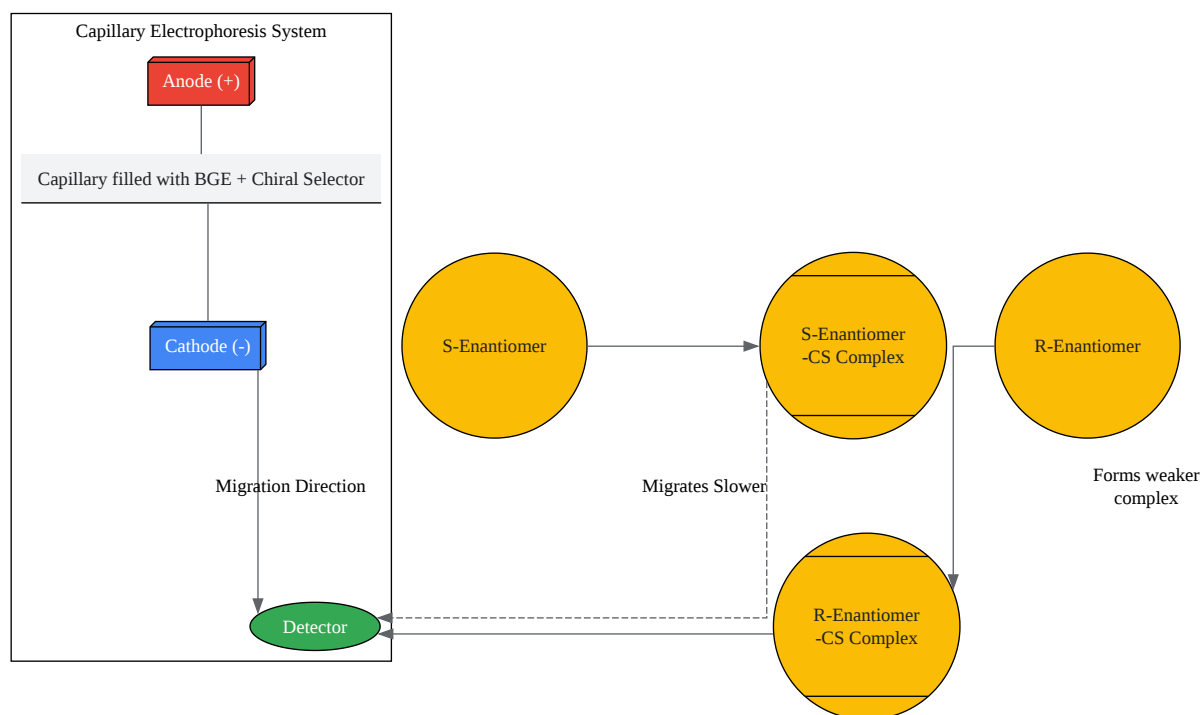 Capillary Electrophoresis System
Anode (+)
Capillary filled with BGE + Chiral Selector
Cathode (-)
S-Enantiomer
S-Enantiomer
-CS Complex
R-Enantiomer
Migration Direction
Migrates Slower
Forms weaker
complex
Detector
R-Enantiomer
-CS Complex